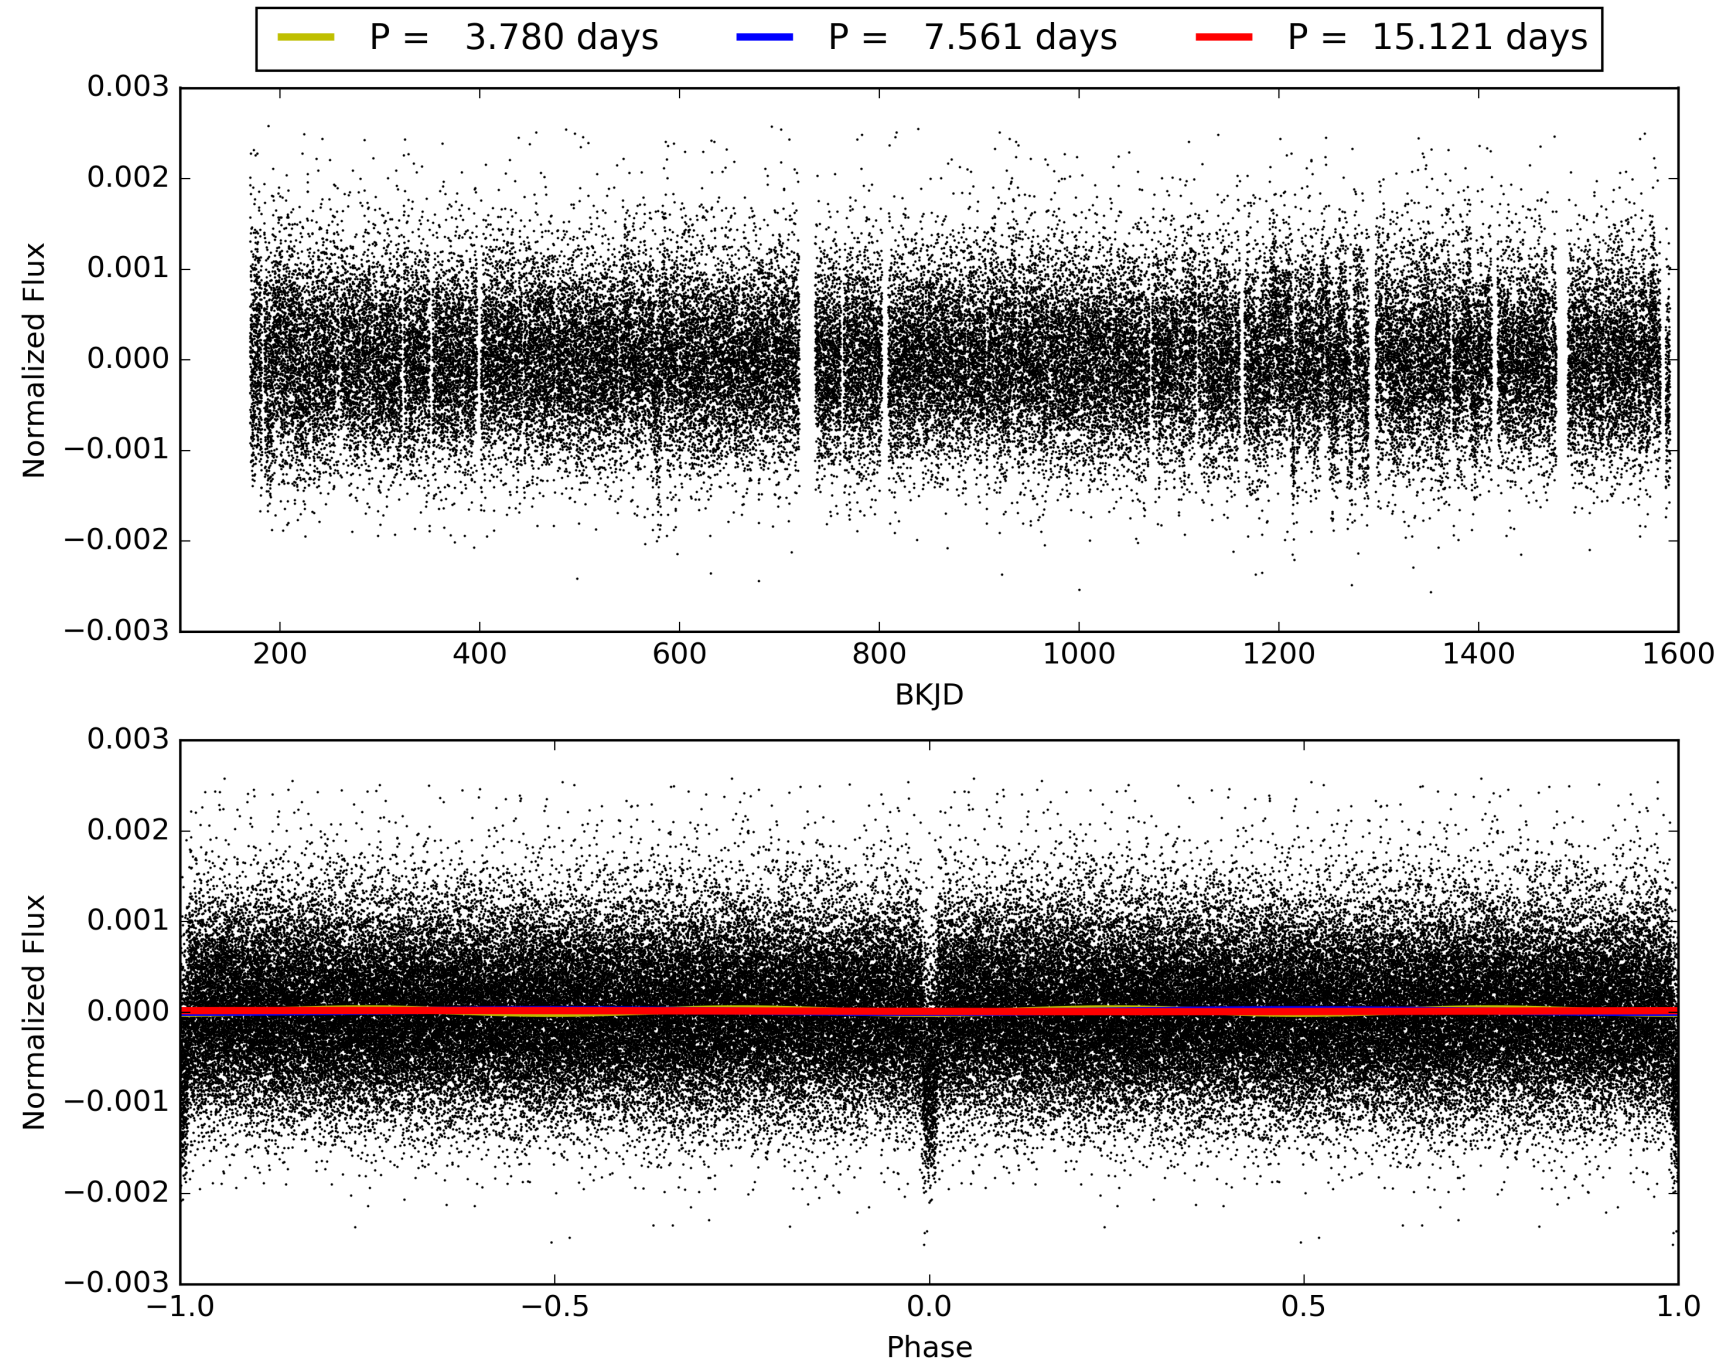 P = 3.780 days P = 7.561 days P = 15.121 days
0.003
0.002
0.001
0.000
−0.001
−0.002
−0.003
Normalized Flux
200 400 600 800 1000 1200 1400 1600
BKJD
0.003
0.002
0.001
0.000
−0.001
−0.002
−0.003
Normalized Flux
−1.0 −0.5 0.0 0.5 1.0
Phase